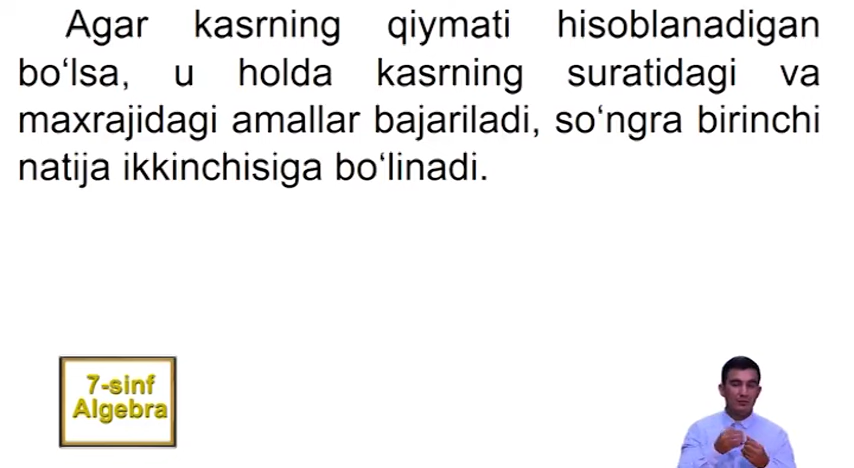 Agar kasrning qiymati hisoblanadigan
bo‘lsa, u holda kasrning suratidagi va
maxrajidagi amallar bajariladi, so‘ngra birinchi
natija ikkinchisiga bo‘linadi.
7-sinf
Algebra